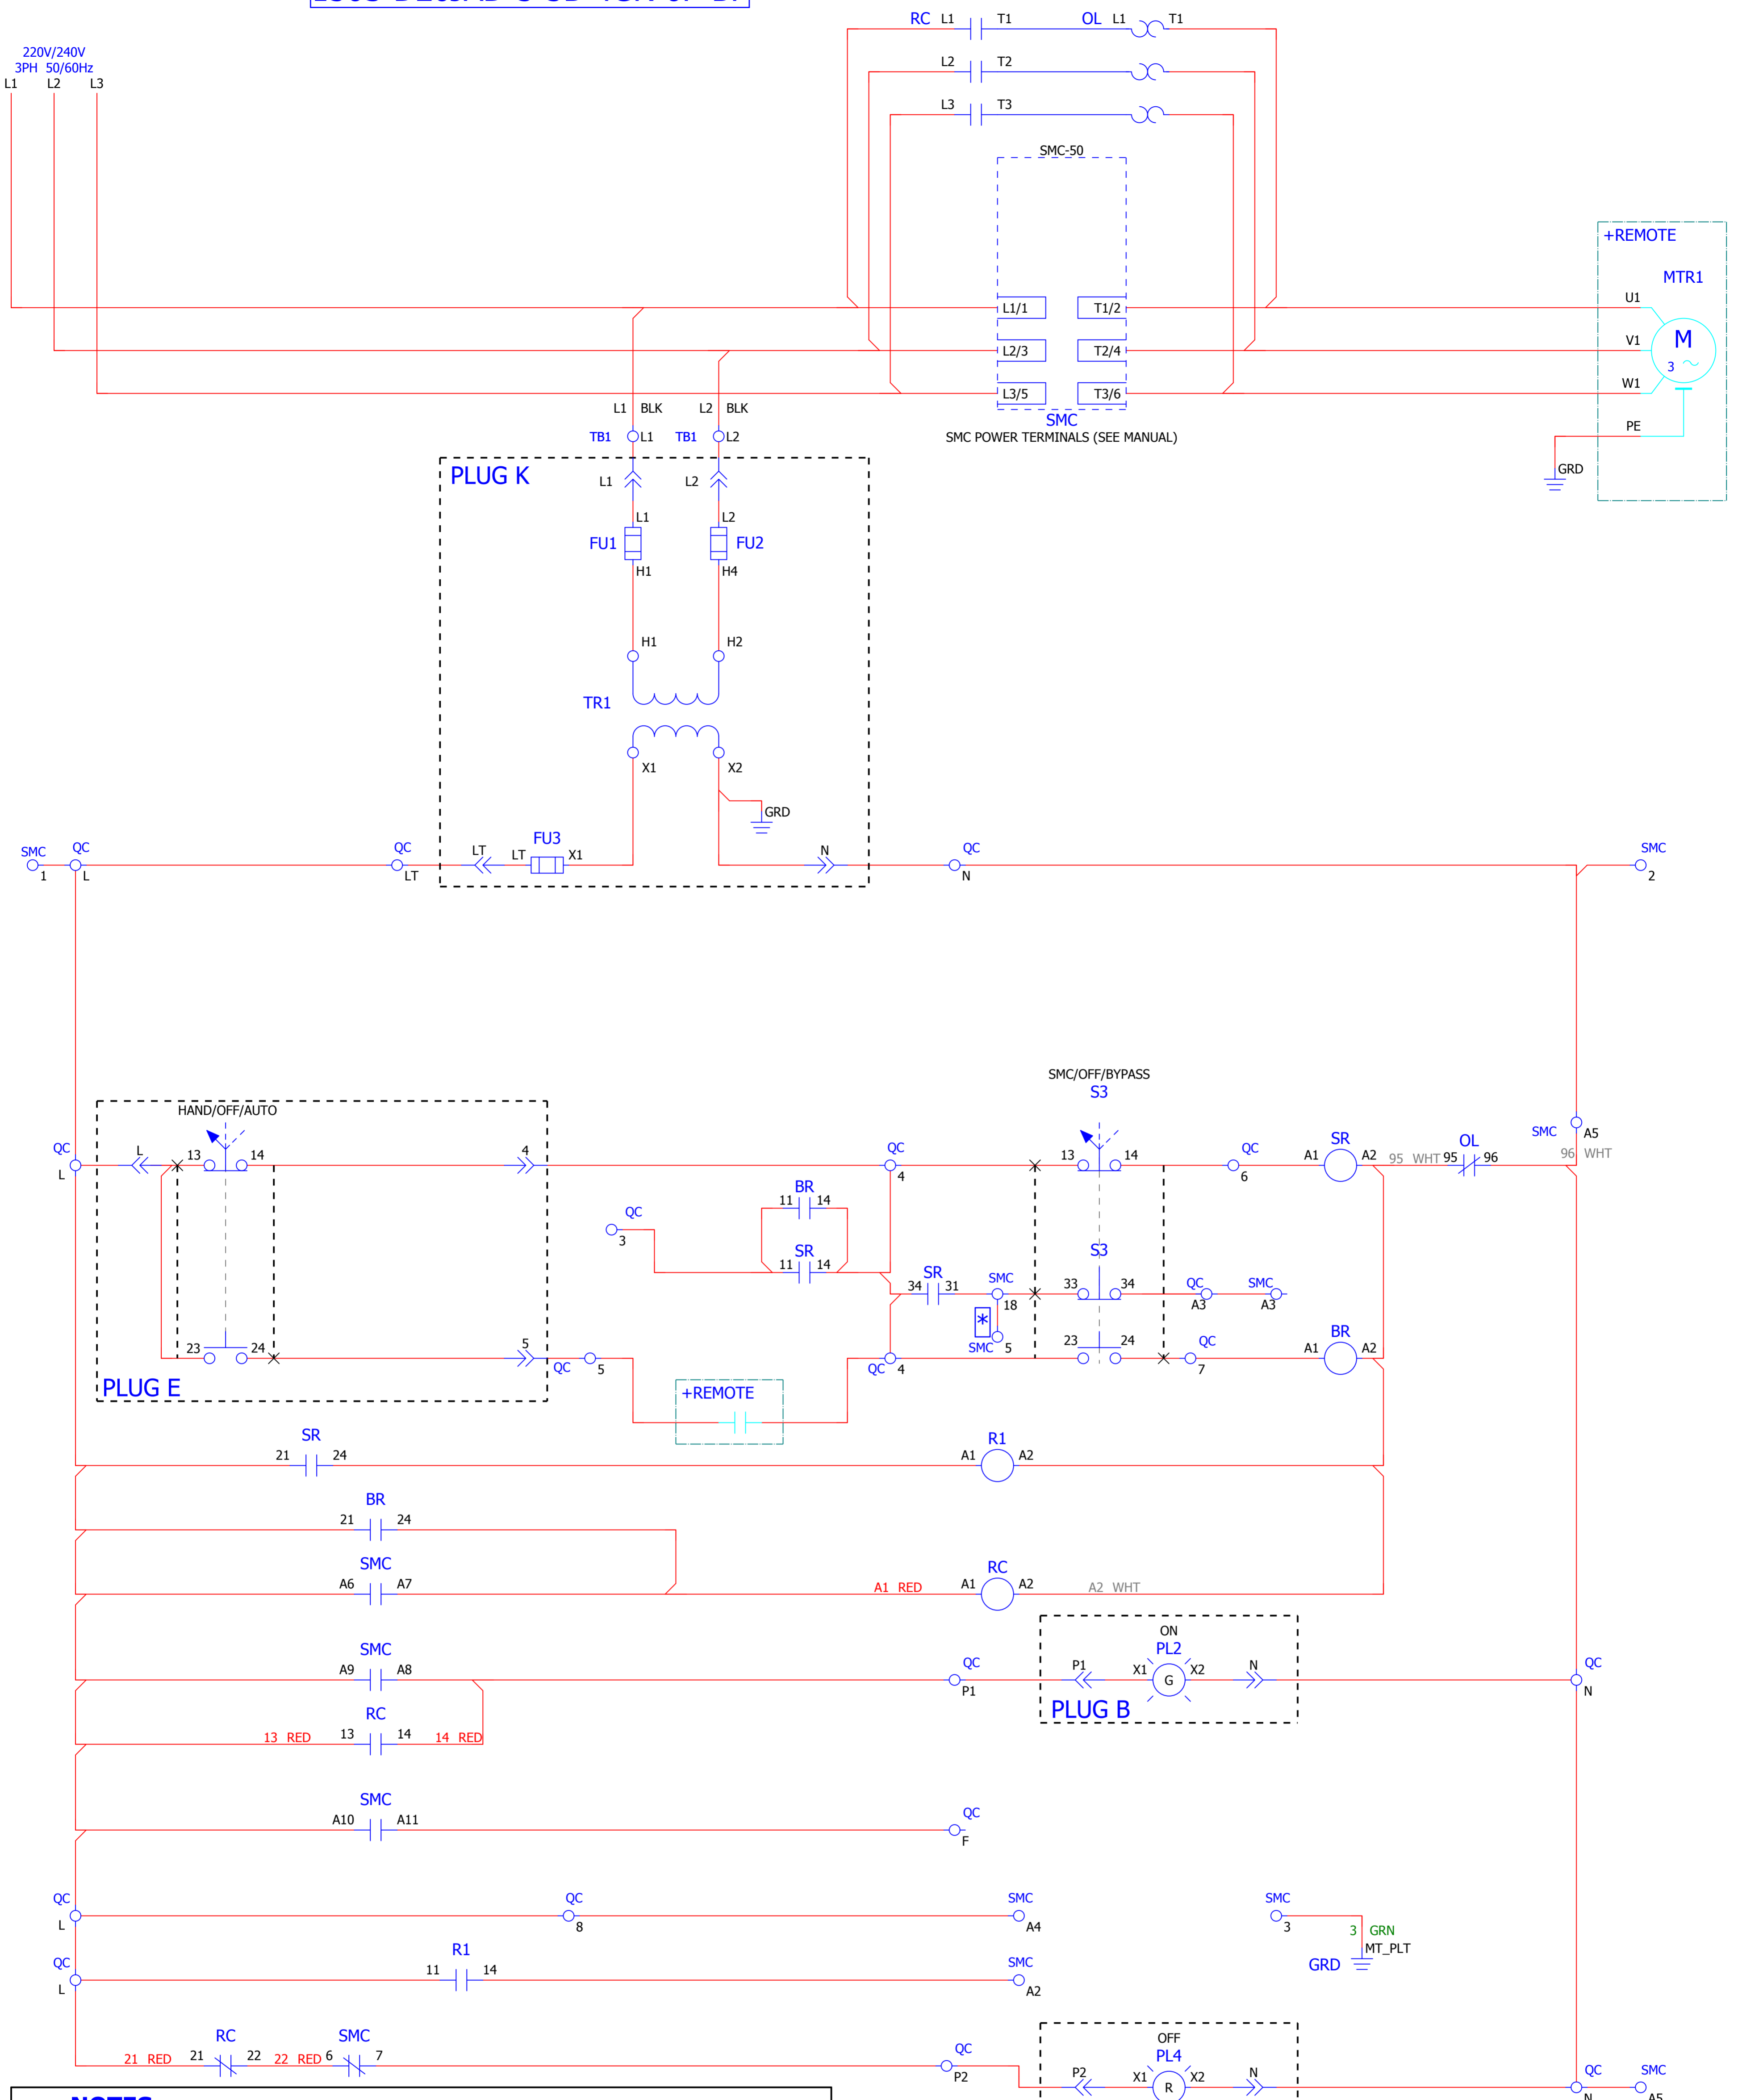 RC L1 T1 OL L1 T1
220V/240V
3PH 50/60Hz
L1 L2 L3
L2 T2
L3 T3
SMC-50
+REMOTE
MTR1
L1/1 T1/2 U1
L2/3 T2/4 V1 M
3
L3/5 T3/6 W1
L1 BLK L2 BLK
SMC
PE
TB1 L1 TB1 L2
SMC POWER TERMINALS (SEE MANUAL)
PLUG K
L1 L2
GRD
L1 L2
FU1 FU2
H1 H4
H1 H2
TR1
X1 X2
GRD
FU3
SMC QC QC LT LT X1 N QC SMC
1 L LT N 2
SMC/OFF/BYPASS
S3
HAND/OFF/AUTO
SMC A5
QC L 13 14 4 QC 13 14 QC SR OL
A1 A2 95 WHT 95 96 96 WHT
L 4 6
BR
11 14
QC
3
SR
11 14
S3
SR
34 31 SMC 33 34 QC SMC
18 A3 A3
*
23 24 5 SMC 5 23 24 QC BR
A1 A2
QC 5 QC 4 7
PLUG E
+REMOTE
SR R1
21 24 A1 A2
BR
21 24
SMC RC
A6 A7 A1 RED A1 A2 A2 WHT
ON
SMC PL2
A9 A8 QC P1 X1 G X2 N QC
P1 N
PLUG B
RC
13 RED 13 14 14 RED
SMC
A10 A11 QC
F
QC QC SMC SMC
L 8 A4 3
3 GRN
MT_PLT
GRD
QC R1 SMC
L 11 14 A2
OFF
RC SMC PL4
21 RED 21 22 22 RED 6 7 QC
P2 P2 X1 R X2 N QC SMC